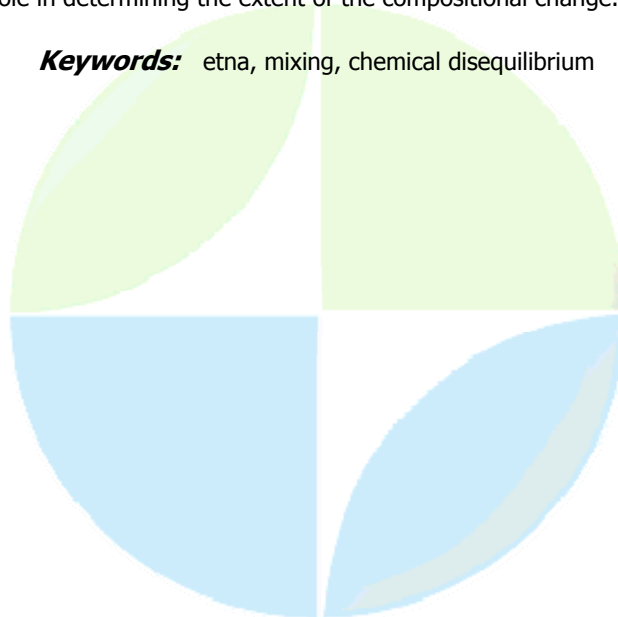 ole in determining the extent of the compositional change.
Keywords: etna, mixing, chemical disequilibrium